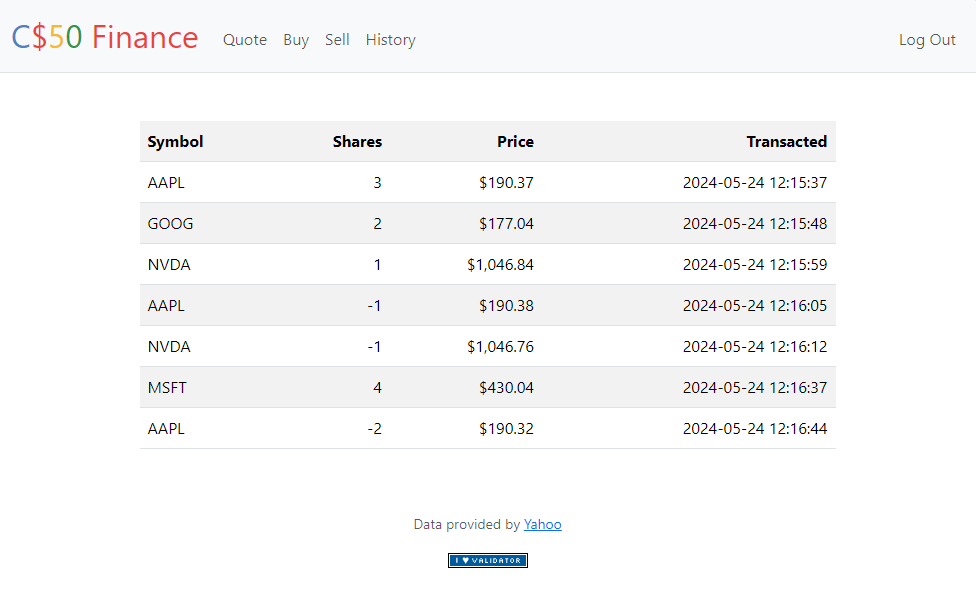 C$50 Finance Quote Buy Sell History Log Out
Symbol Shares Price Transacted
AAPL 3 $190.37 2024-05-24 12:15:37
GOOG 2 $177.04 2024-05-24 12:15:48
NVDA 1 $1,046.84 2024-05-24 12:15:59
AAPL -1 $190.38 2024-05-24 12:16:05
NVDA -1 $1,046.76 2024-05-24 12:16:12
MSFT 4 $430.04 2024-05-24 12:16:37
AAPL -2 $190.32 2024-05-24 12:16:44
Data provided by Yahoo
I ♥ VALIDATOR